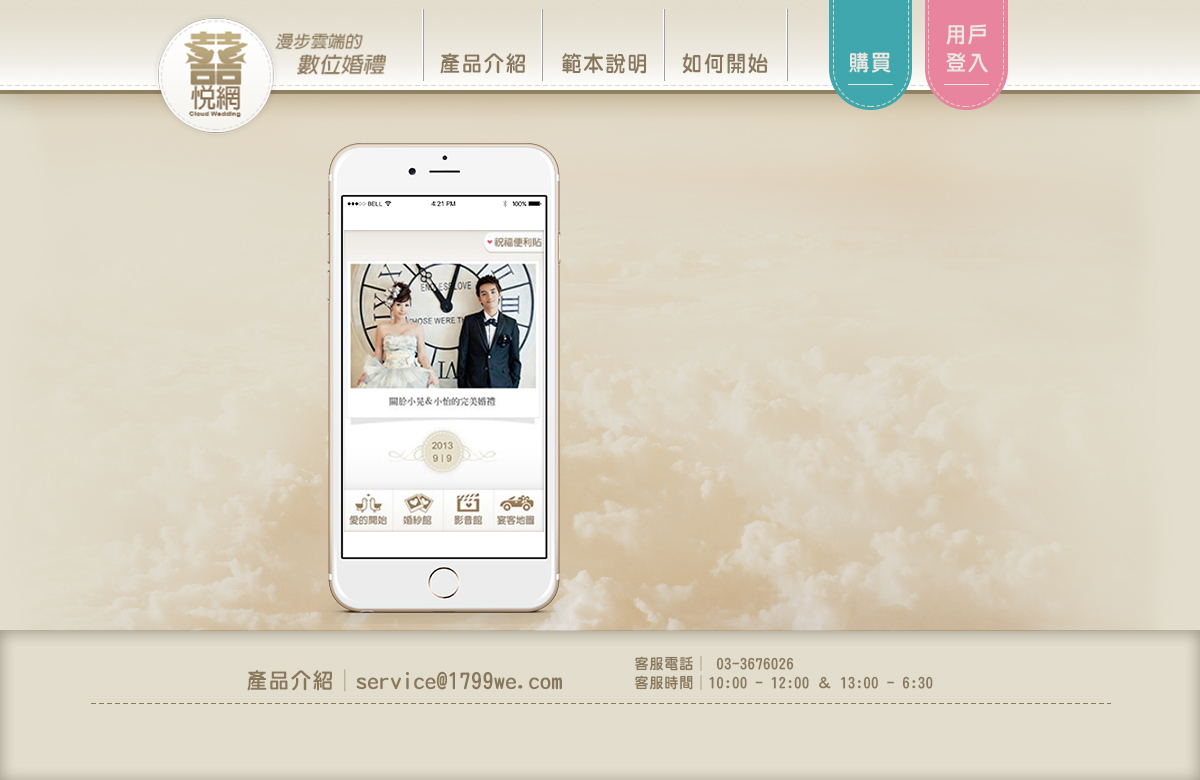 囍
悅網
Cloud Wedding
漫步雲端的
數位婚禮
產品介紹
範本說明
如何開始
購買
用戶
登入
BELL 4:21 PM 100%
祝福便利貼
ENDLESS LOVE
WHOSE WERE TH
關於小晃&小怡的完美婚禮
2013
9|9
愛的開始 婚紗館 影音館 宴客地圖
產品介紹｜service@1799we.com
客服電話｜ 03-3676026
客服時間｜10:00 - 12:00 & 13:00 - 6:30